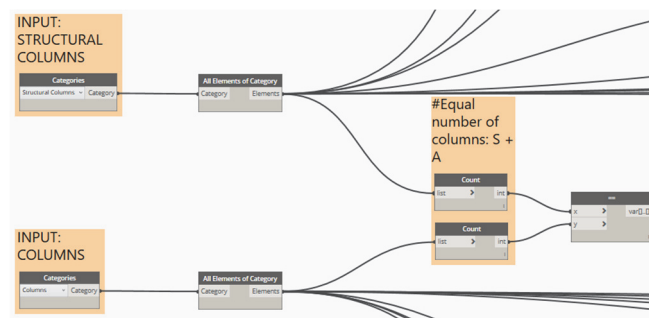 INPUT:
STRUCTURAL
COLUMNS
Categories
Structural Columns Category
All Elements of Category
Category Elements
#Equal
number of
columns: S +
A
Count
list > int
==
x > var[]..[]
y >
Count
list > int
INPUT:
COLUMNS
Categories
Columns Category
All Elements of Category
Category Elements